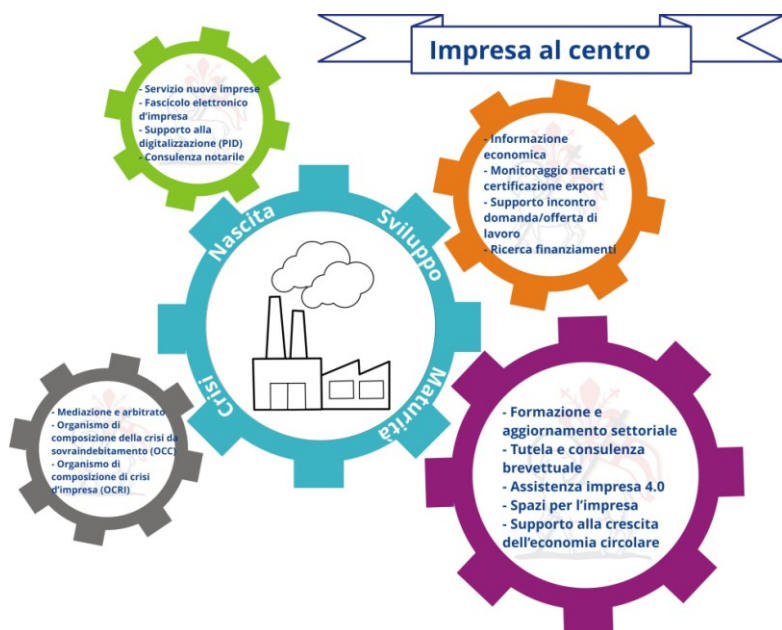 Impresa al centro
- Servizio nuove imprese
- Fascicolo elettronico
d'impresa
- Supporto alla
digitalizzazione (PID)
- Consulenza notarile
- Informazione
economica
- Monitoraggio mercati e
certificazione export
- Supporto incontro
domanda/offerta di
lavoro
- Ricerca finanziamenti
Nascita
Sviluppo
Crisi
Maturità
- Mediazione e arbitrato
- Organismo di
composizione della crisi da
sovraindebitamento (OCC)
- Organismo di
composizione di crisi
d'impresa (OCRI)
- Formazione e
aggiornamento settoriale
- Tutela e consulenza
brevettuale
- Assistenza impresa 4.0
- Spazi per l'impresa
- Supporto alla crescita
dell'economia circolare